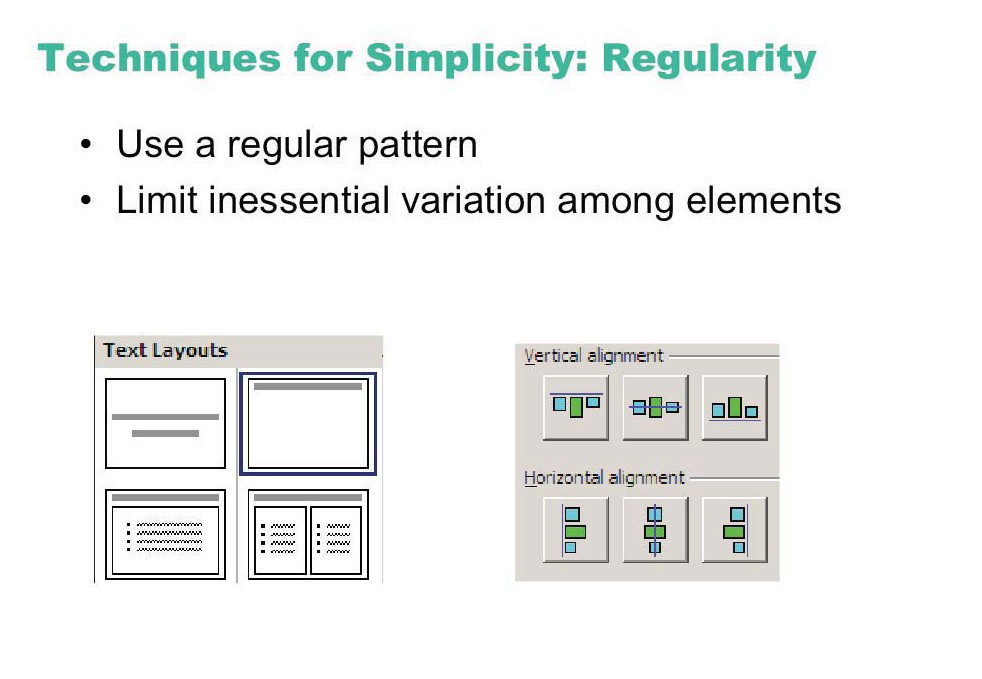 Techniques for Simplicity: Regularity
• Use a regular pattern
• Limit inessential variation among elements
Text Layouts
Vertical alignment
Horizontal alignment